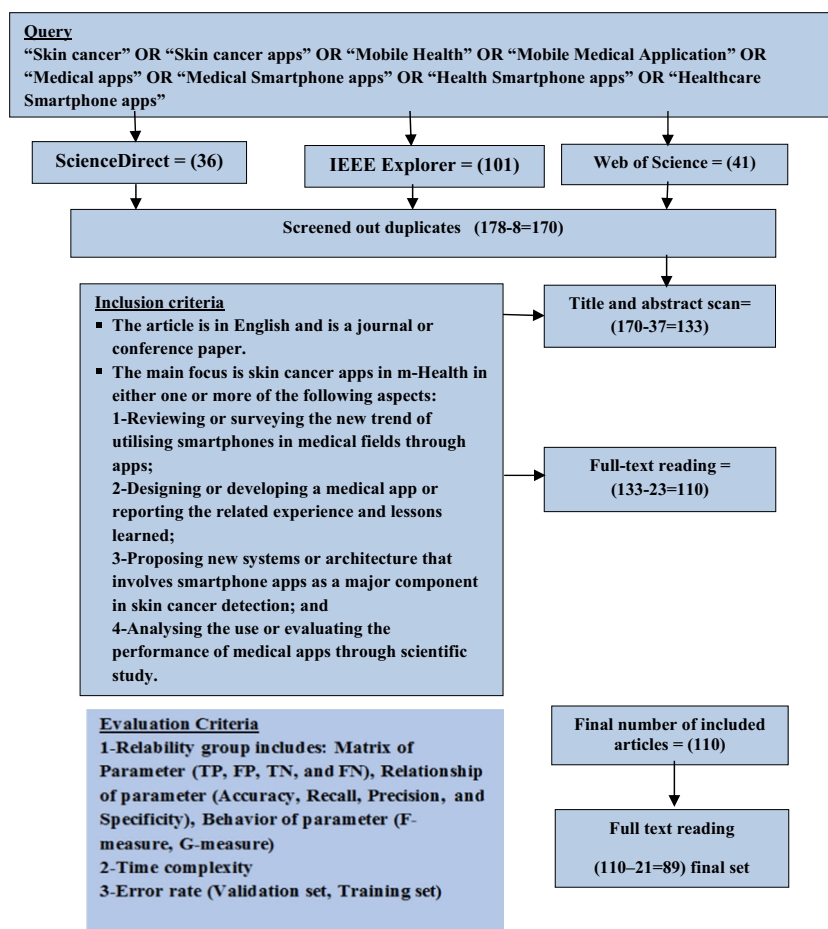 Query
“Skin cancer” OR “Skin cancer apps” OR “Mobile Health” OR “Mobile Medical Application” OR
“Medical apps” OR “Medical Smartphone apps” OR “Health Smartphone apps” OR “Healthcare
Smartphone apps”
ScienceDirect = (36)
IEEE Explorer = (101)
Web of Science = (41)
Screened out duplicates (178-8=170)
Inclusion criteria
▪ The article is in English and is a journal or
conference paper.
▪ The main focus is skin cancer apps in m-Health in
either one or more of the following aspects:
1-Reviewing or surveying the new trend of
utilising smartphones in medical fields through
apps;
2-Designing or developing a medical app or
reporting the related experience and lessons
learned;
3-Proposing new systems or architecture that
involves smartphone apps as a major component
in skin cancer detection; and
4-Analysing the use or evaluating the
performance of medical apps through scientific
study.
Title and abstract scan=
(170-37=133)
Full-text reading =
(133-23=110)
Evaluation Criteria
1-Relability group includes: Matrix of
Parameter (TP, FP, TN, and FN), Relationship
of parameter (Accuracy, Recall, Precision, and
Specificity), Behavior of parameter (F-
measure, G-measure)
2-Time complexity
3-Error rate (Validation set, Training set)
Final number of included
articles = (110)
Full text reading
(110–21=89) final set